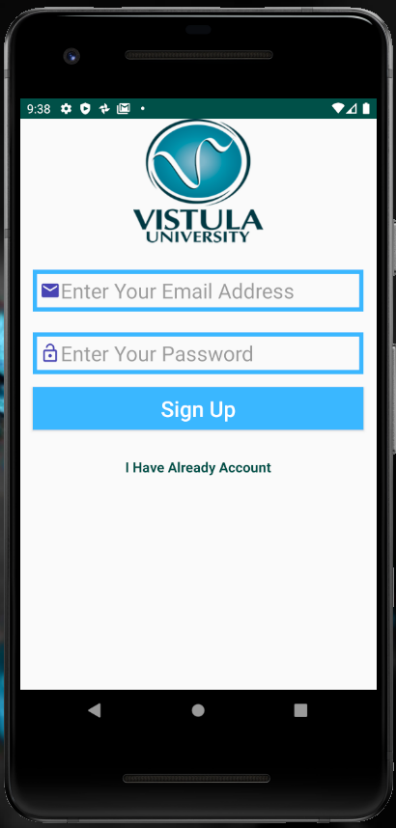 9:38
VISTULA
UNIVERSITY
Enter Your Email Address
Enter Your Password
Sign Up
I Have Already Account